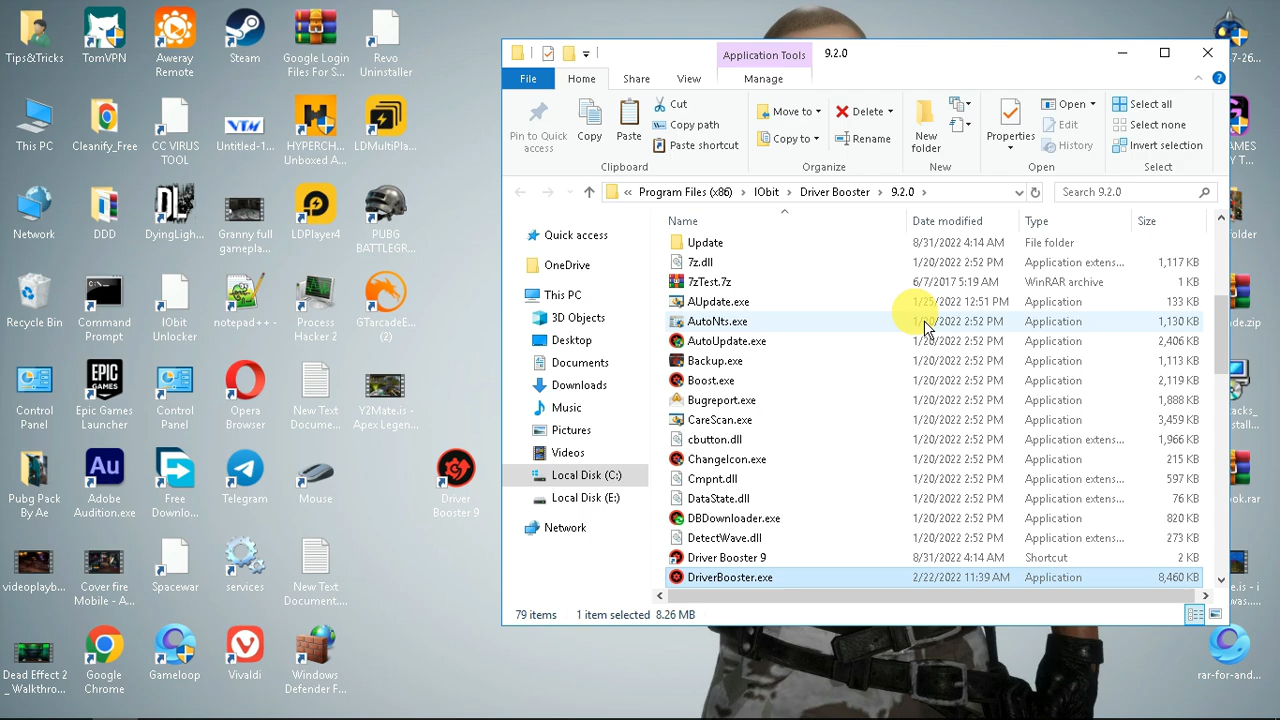 Tips&Tricks
TomVPN
Aweray
Remote
Steam
Google Login
Files For S...
Revo
Uninstaller
This PC
Cleanify_Free
CC VIRUS
TOOL
Untitled-1...
HYPERCH...
Unboxed A...
LDMultiPla...
Network
DDD
DyingLigh...
Granny full
gamepla...
LDPlayer4
PUBG
BATTLEGR...
Recycle Bin
Command
Prompt
IObit
Unlocker
notepad++ -
Process
Hacker 2
GTarcadeE...
(2)
Control
Panel
Epic Games
Launcher
Control
Panel
Opera
Browser
New Text
Docume...
Y2Mate.is -
Apex Legen...
Pubg Pack
By Ae
Adobe
Audition.exe
Free
Downlo...
Telegram
Mouse
Driver
Booster 9
videoplayb...
Cover fire
Mobile - A...
Spacewar
services
New Text
Document...
Dead Effect 2
_ Walkthro...
Google
Chrome
Gameloop
Vivaldi
Windows
Defender F...
Application Tools
9.2.0
File
Home
Share
View
Manage
Pin to Quick
access
Copy
Paste
Cut
Copy path
Paste shortcut
Clipboard
Move to
Copy to
Delete
Rename
Organize
New
folder
New
Properties
Open
Edit
History
Open
Select all
Select none
Invert selection
Select
« Program Files (x86) > IObit > Driver Booster > 9.2.0 >
Search 9.2.0
Quick access
OneDrive
This PC
3D Objects
Desktop
Documents
Downloads
Music
Pictures
Videos
Local Disk (C:)
Local Disk (E:)
Network
Name Date modified Type Size
Update 8/31/2022 4:14 AM File folder
7z.dll 1/20/2022 2:52 PM Application extens... 1,117 KB
7zTest.7z 6/7/2017 5:19 AM WinRAR archive 1 KB
AUpdate.exe 1/25/2022 12:51 PM Application 133 KB
AutoNts.exe 1/20/2022 2:52 PM Application 1,130 KB
AutoUpdate.exe 1/20/2022 2:52 PM Application 2,406 KB
Backup.exe 1/20/2022 2:52 PM Application 1,113 KB
Boost.exe 1/20/2022 2:52 PM Application 2,119 KB
Bugreport.exe 1/20/2022 2:52 PM Application 1,888 KB
CareScan.exe 1/20/2022 2:52 PM Application 3,459 KB
cbutton.dll 1/20/2022 2:52 PM Application extens... 1,966 KB
ChangeIcon.exe 1/20/2022 2:52 PM Application 215 KB
Cmpnt.dll 1/20/2022 2:52 PM Application extens... 597 KB
DataState.dll 1/20/2022 2:52 PM Application extens... 76 KB
DBDownloader.exe 1/20/2022 2:52 PM Application 820 KB
DetectWave.dll 1/20/2022 2:52 PM Application extens... 273 KB
Driver Booster 9 8/31/2022 4:14 AM Shortcut 2 KB
DriverBooster.exe 2/22/2022 11:39 AM Application 8,460 KB
79 items 1 item selected 8.26 MB
rar-for-and...